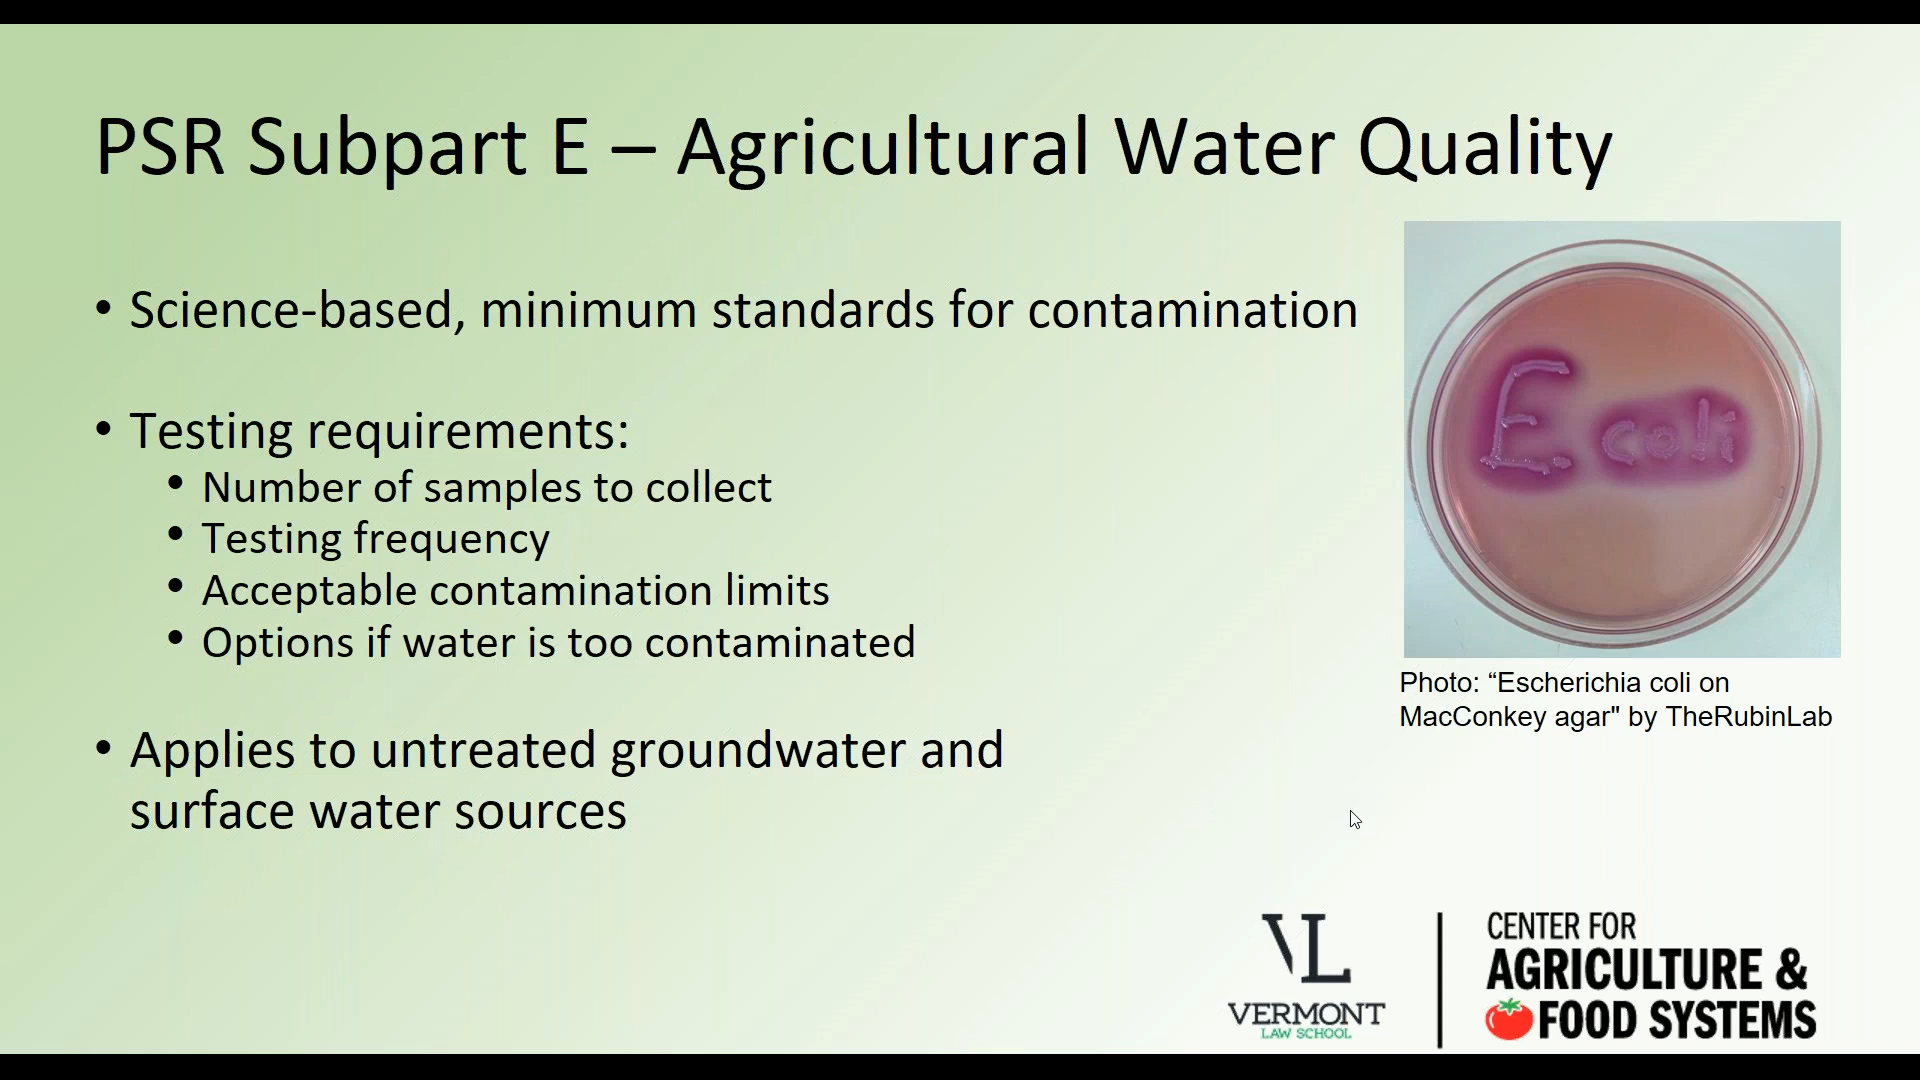 PSR Subpart E – Agricultural Water Quality
• Science-based, minimum standards for contamination
• Testing requirements:
• Number of samples to collect
• Testing frequency
• Acceptable contamination limits
• Options if water is too contaminated
• Applies to untreated groundwater and
surface water sources
E. coli
Photo: “Escherichia coli on
MacConkey agar" by TheRubinLab
VL
VERMONT
LAW SCHOOL
CENTER FOR
AGRICULTURE &
FOOD SYSTEMS